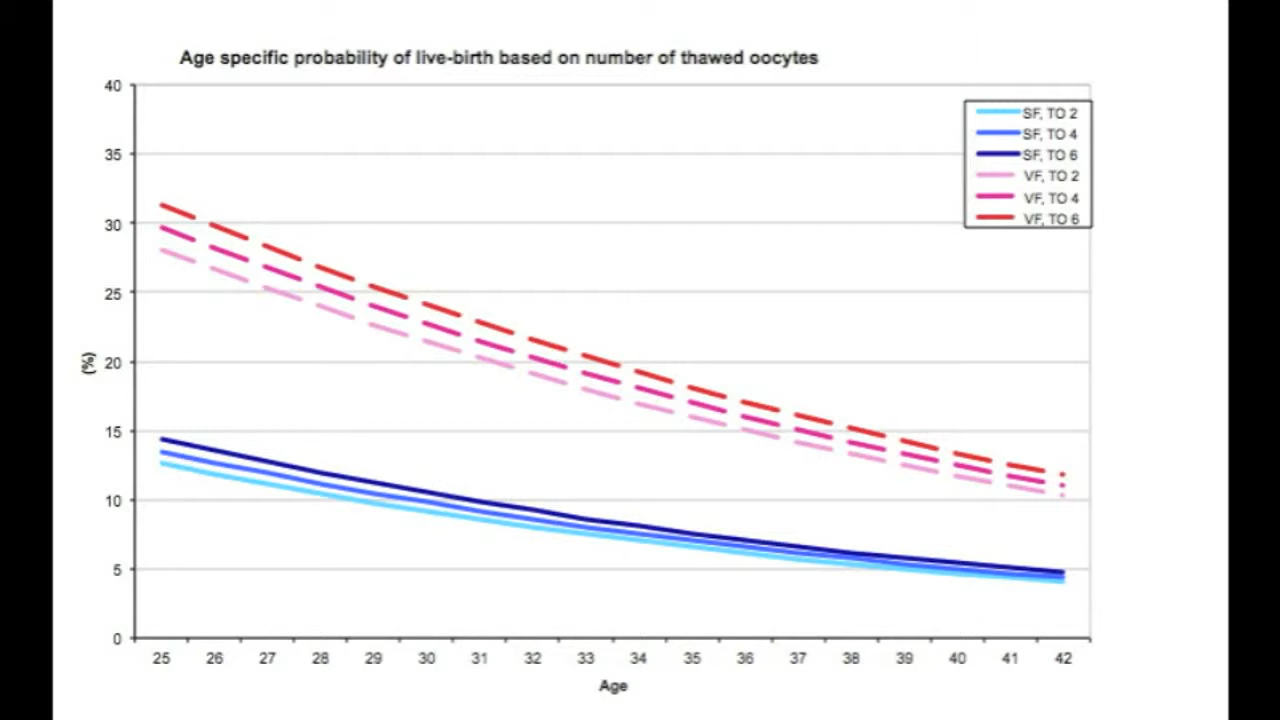 Age specific probability of live-birth based on number of thawed oocytes
40
35
30
25
20
15
10
5
0
(%)
SF, TO 2
SF, TO 4
SF, TO 6
VF, TO 2
VF, TO 4
VF, TO 6
25 26 27 28 29 30 31 32 33 34 35 36 37 38 39 40 41 42
Age